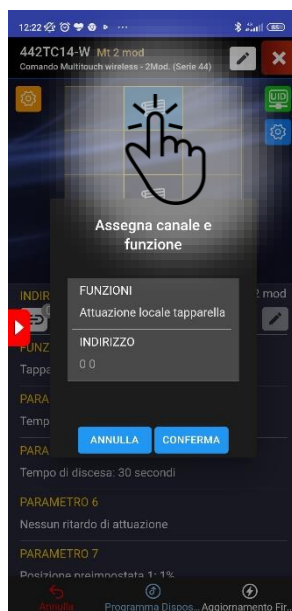 12:22
442TC14-W Mt 2 mod
Comando Multitouch wireless - 2Mod. (Serie 44)
UID
Assegna canale e
funzione
INDIR
2 mod
FUNZIONI
Attuazione locale tapparella
INDIRIZZO
0 0
FUNZ
Tappa
PARA
Temp
ANNULLA CONFERMA
PARA
Tempo di discesa: 30 secondi
PARAMETRO 6
Nessun ritardo di attuazione
PARAMETRO 7
Posizione preimpostata 1: 1%
Annulla
Programma Dispos...
Aggiornamento Fir